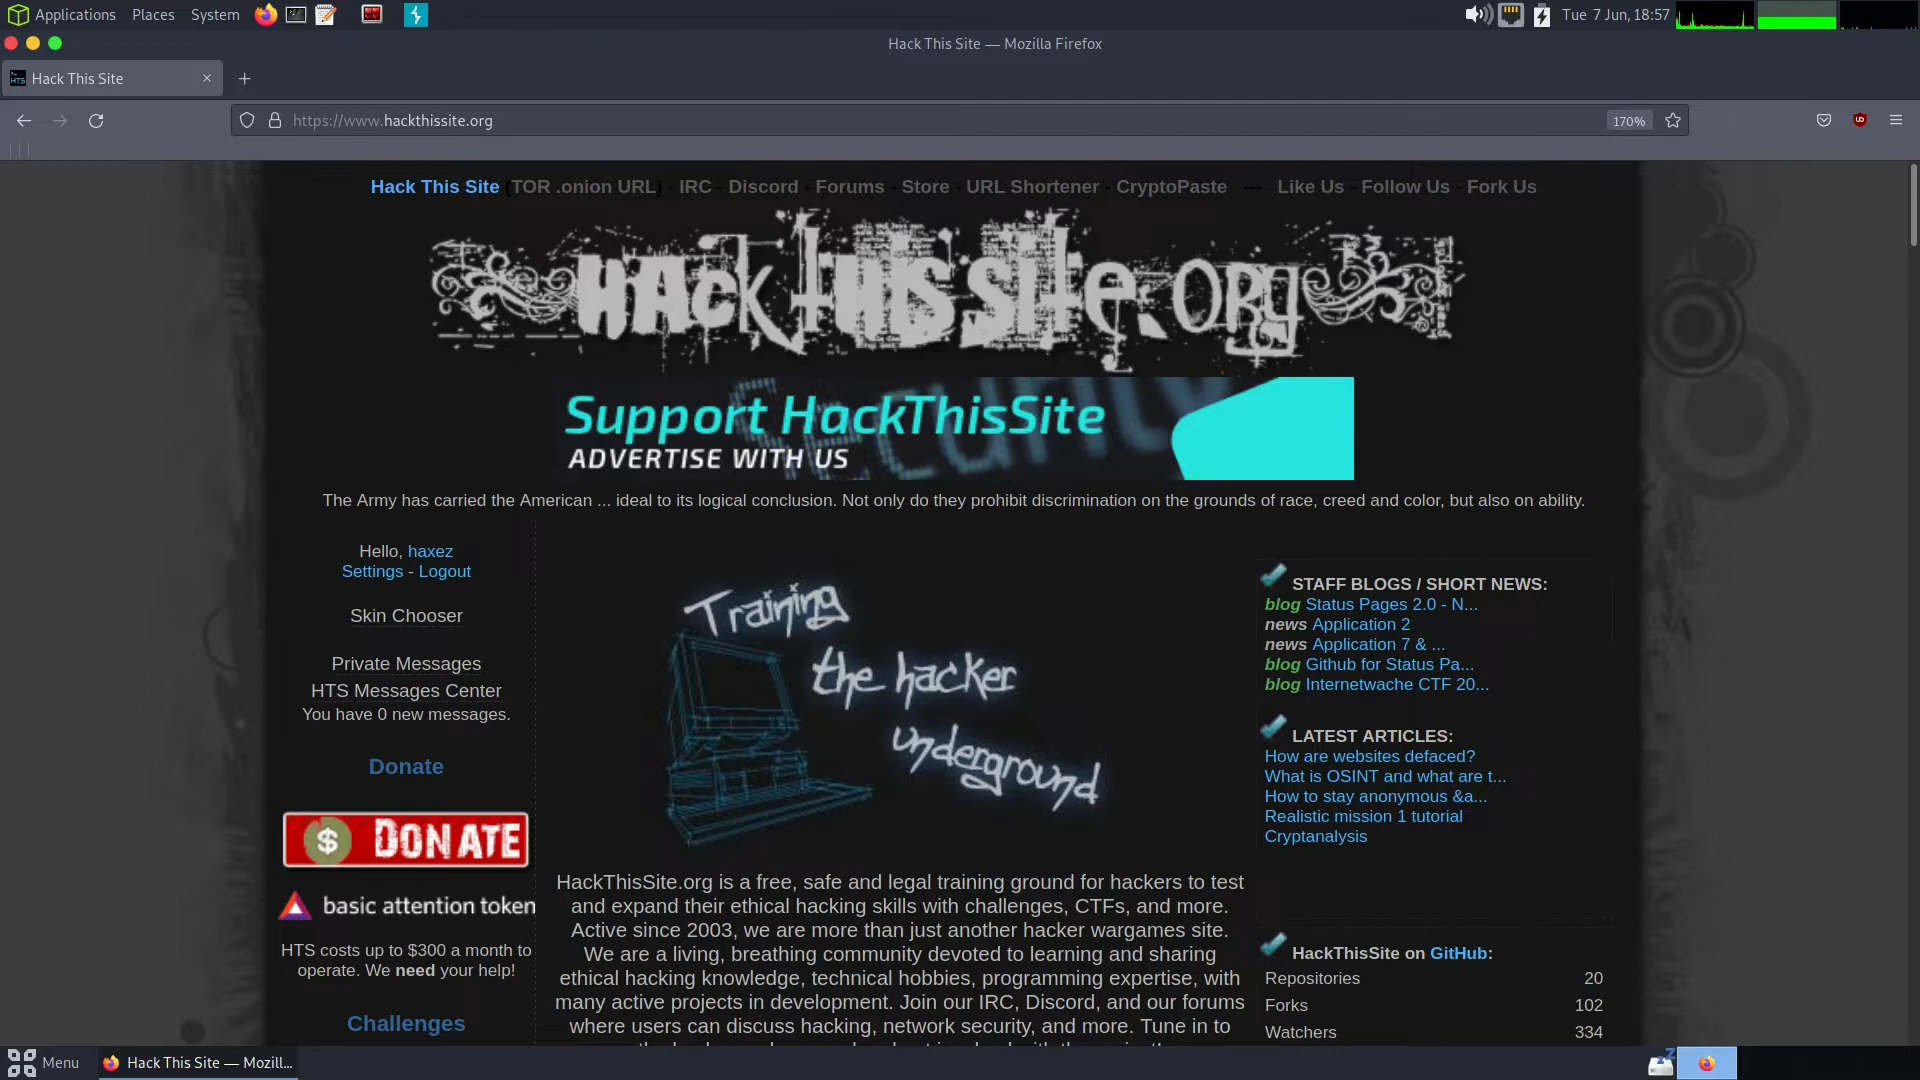 Applications Places System
Tue 7 Jun, 18:57
Hack This Site — Mozilla Firefox
HTS Hack This Site
https://www.hackthissite.org
170%
Hack This Site (TOR .onion URL) - IRC - Discord - Forums - Store - URL Shortener - CryptoPaste — Like Us - Follow Us - Fork Us
HACk tHIS SitE.ORg
Security
Support HackThisSite
ADVERTISE WITH US
The Army has carried the American ... ideal to its logical conclusion. Not only do they prohibit discrimination on the grounds of race, creed and color, but also on ability.
Hello, haxez
Settings - Logout
Skin Chooser
Private Messages
HTS Messages Center
You have 0 new messages.
Donate
$ DONATE
basic attention token
HTS costs up to $300 a month to
operate. We need your help!
Challenges
Training
the hacker
underground
HackThisSite.org is a free, safe and legal training ground for hackers to test
and expand their ethical hacking skills with challenges, CTFs, and more.
Active since 2003, we are more than just another hacker wargames site.
We are a living, breathing community devoted to learning and sharing
ethical hacking knowledge, technical hobbies, programming expertise, with
many active projects in development. Join our IRC, Discord, and our forums
where users can discuss hacking, network security, and more. Tune in to
STAFF BLOGS / SHORT NEWS:
blog Status Pages 2.0 - N...
news Application 2
news Application 7 & ...
blog Github for Status Pa...
blog Internetwache CTF 20...
LATEST ARTICLES:
How are websites defaced?
What is OSINT and what are t...
How to stay anonymous &a...
Realistic mission 1 tutorial
Cryptanalysis
HackThisSite on GitHub:
Repositories 20
Forks 102
Watchers 334
Menu Hack This Site — Mozill...